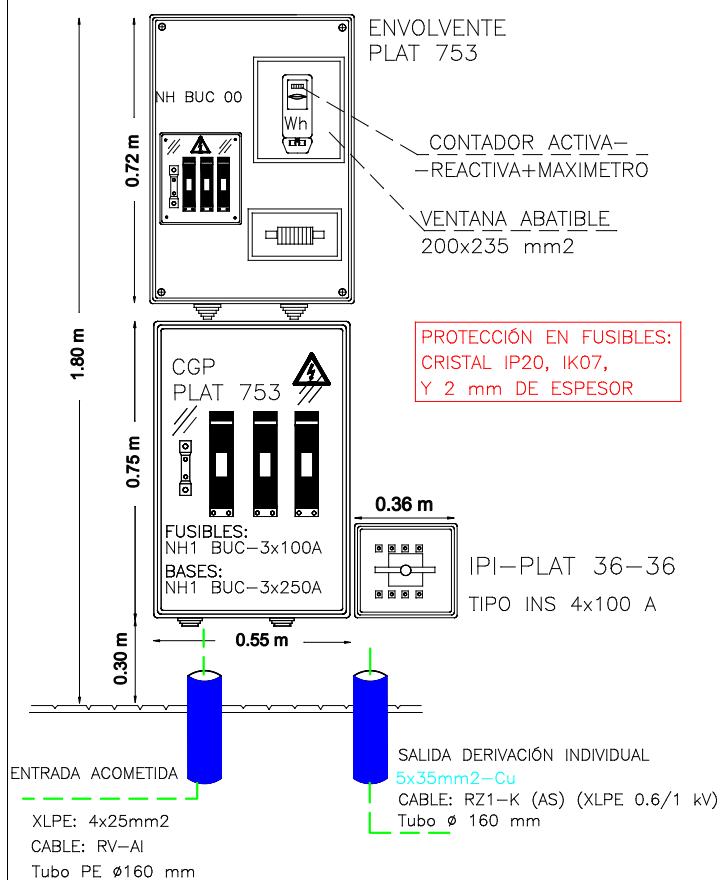 ENVOLVENTE
PLAT 753
NH BUC 00
Wh
CONTADOR ACTIVA-
-REACTIVA+MAXIMETRO
VENTANA ABATIBLE
200x235 mm2
0.72 m
1.80 m
PROTECCIÓN EN FUSIBLES:
CRISTAL IP20, IK07,
Y 2 mm DE ESPESOR
CGP
PLAT 753
0.75 m
FUSIBLES:
NH1 BUC-3x100A
BASES:
NH1 BUC-3x250A
0.36 m
IPI-PLAT 36-36
TIPO INS 4x100 A
0.55 m
0.30 m
ENTRADA ACOMETIDA
XLPE: 4x25mm2
CABLE: RV-Al
Tubo PE Ø160 mm
SALIDA DERIVACIÓN INDIVIDUAL
5x35mm2-Cu
CABLE: RZ1-K (AS) (XLPE 0.6/1 kV)
Tubo Ø 160 mm